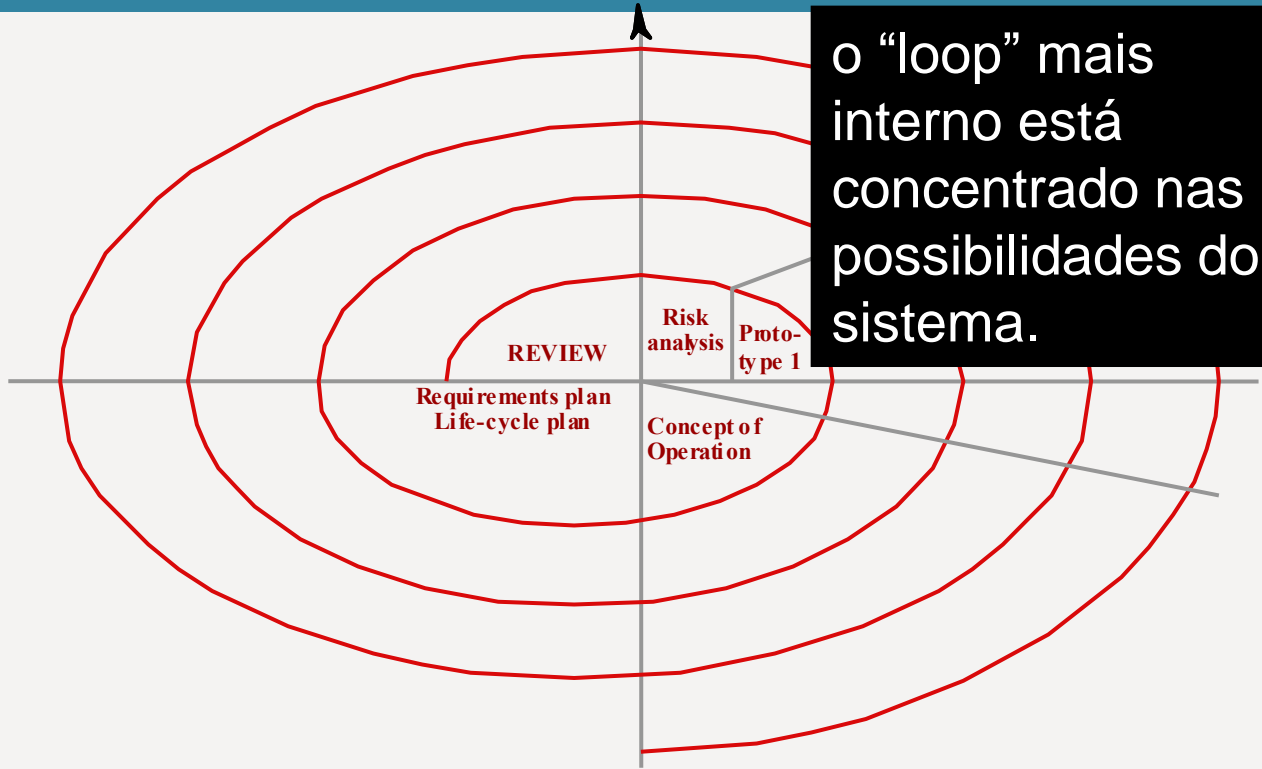 o “loop” mais
interno está
concentrado nas
possibilidades do
sistema.
REVIEW
Risk
analysis
Proto-
type 1
Requirements plan
Life-cycle plan
Concept of
Operation